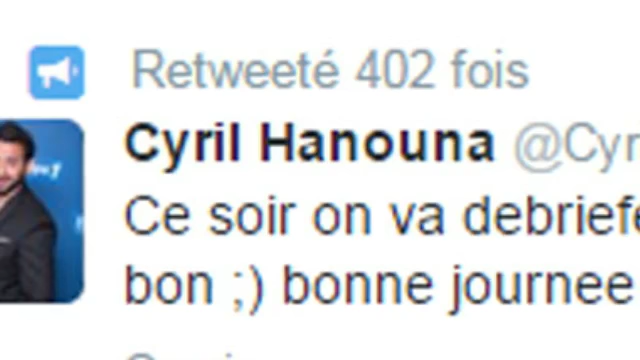 Retweeté 402 fois
Cyril Hanouna @Cyr
Ce soir on va debriefe
bon ;) bonne journee